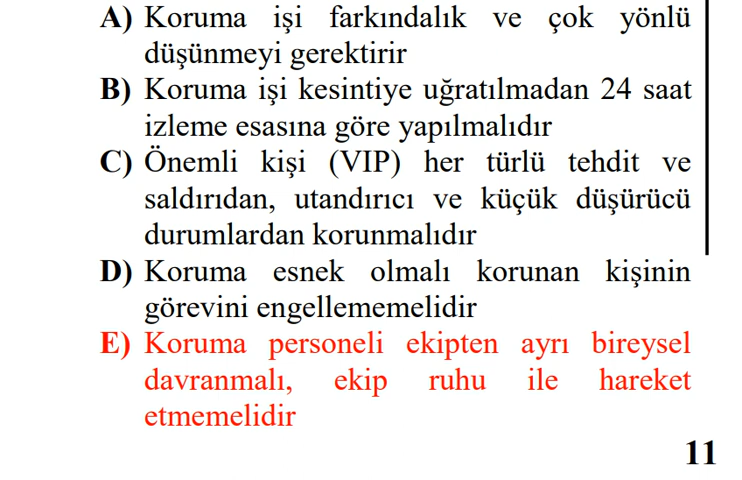 A) Koruma işi farkındalık ve çok yönlü
düşünmeyi gerektirir
B) Koruma işi kesintiye uğratılmadan 24 saat
izleme esasına göre yapılmalıdır
C) Önemli kişi (VIP) her türlü tehdit ve
saldırıdan, utandırıcı ve küçük düşürücü
durumlardan korunmalıdır
D) Koruma esnek olmalı korunan kişinin
görevini engellememelidir
E) Koruma personeli ekipten ayrı bireysel
davranmalı, ekip ruhu ile hareket
etmemelidir
11